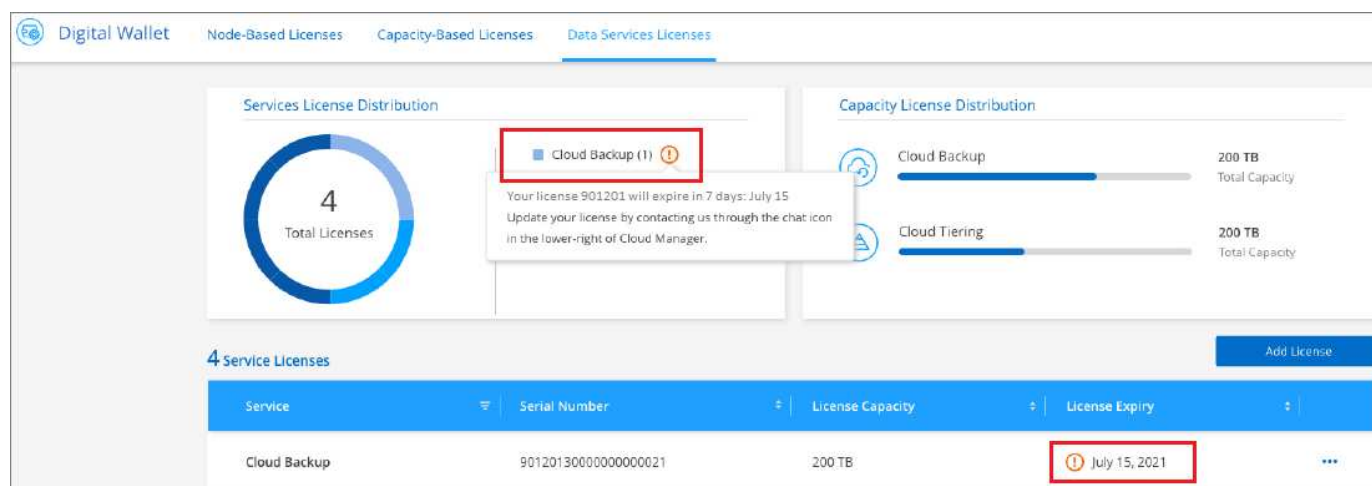 Digital Wallet
Node-Based Licenses
Capacity-Based Licenses
Data Services Licenses
Services License Distribution
4
Total Licenses
Cloud Backup (1)
Your license 901201 will expire in 7 days: July 15
Update your license by contacting us through the chat icon
in the lower-right of Cloud Manager.
Capacity License Distribution
Cloud Backup
200 TB
Total Capacity
Cloud Tiering
200 TB
Total Capacity
4 Service Licenses
Add License
Service
Serial Number
License Capacity
License Expiry
Cloud Backup
90120130000000000021
200 TB
July 15, 2021